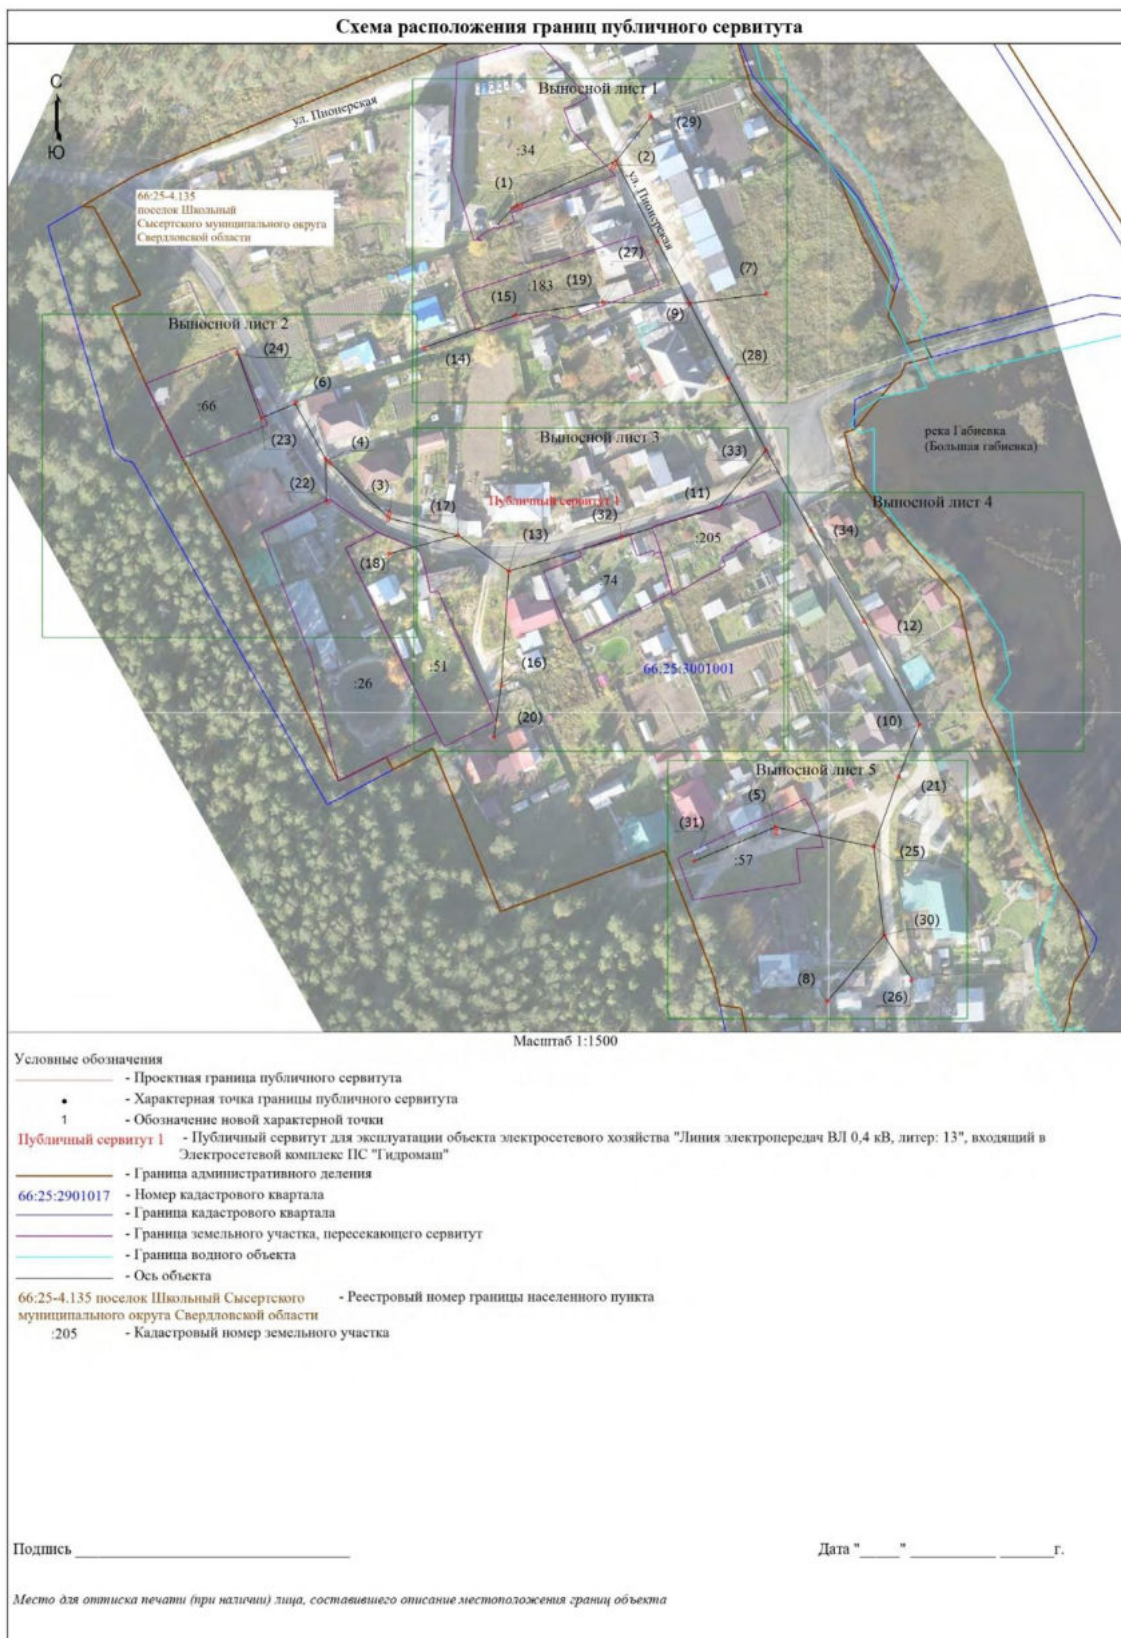 Схема расположения границ публичного сервитута
С
Ю
ул. Пионерская
Выносной лист 1
(29)
:34
(2)
(1)
ул. Пионерская
66:25-4.135
поселок Школьный
Сысертского муниципального округа
Свердловской области
(27)
(7)
:183
(19)
(15)
(9)
Выносной лист 2
(24)
(14)
(28)
(6)
:66
(23)
(4)
Выносной лист 3
река Габиевка
(Большая габиевка)
(33)
(22)
(3)
(17)
Публичный сервитут 1
(11)
Выносной лист 4
(32)
(13)
:205
(34)
(18)
:74
(12)
:51
66:25:3001001
:26
(16)
(20)
(10)
Выносной лист 5
(21)
(5)
(31)
:57
(25)
(30)
(8)
(26)
Масштаб 1:1500
Условные обозначения
- Проектная граница публичного сервитута
- Характерная точка границы публичного сервитута
1 - Обозначение новой характерной точки
Публичный сервитут 1 - Публичный сервитут для эксплуатации объекта электросетевого хозяйства "Линия электропередач ВЛ 0,4 кВ, литер: 13", входящий в
Электросетевой комплекс ПС "Гидромаш"
- Граница административного деления
66:25:2901017 - Номер кадастрового квартала
- Граница кадастрового квартала
- Граница земельного участка, пересекающего сервитут
- Граница водного объекта
- Ось объекта
66:25-4.135 поселок Школьный Сысертского - Реестровый номер границы населенного пункта
муниципального округа Свердловской области
:205 - Кадастровый номер земельного участка
Подпись ____________________ Дата "_____" ___________ _______г.
Место для оттиска печати (при наличии) лица, составившего описание местоположения границ объекта